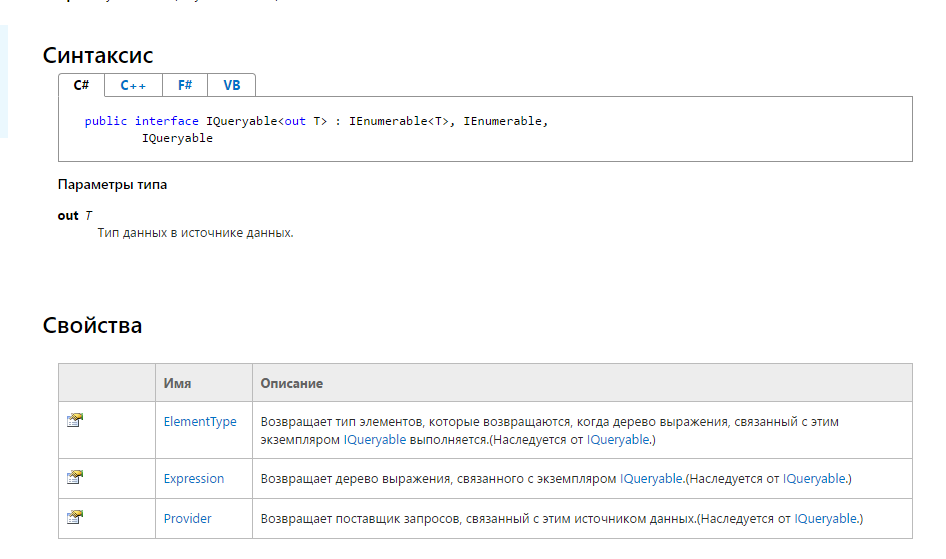 Синтаксис
C# C++ F# VB
public interface IQueryable<out T> : IEnumerable<T>, IEnumerable,
IQueryable
Параметры типа
out T
Тип данных в источнике данных.
Свойства
Имя Описание
ElementType Возвращает тип элементов, которые возвращаются, когда дерево выражения, связанный с этим
экземпляром IQueryable выполняется.(Наследуется от IQueryable.)
Expression Возвращает дерево выражения, связанного с экземпляром IQueryable.(Наследуется от IQueryable.)
Provider Возвращает поставщик запросов, связанный с этим источником данных.(Наследуется от IQueryable.)